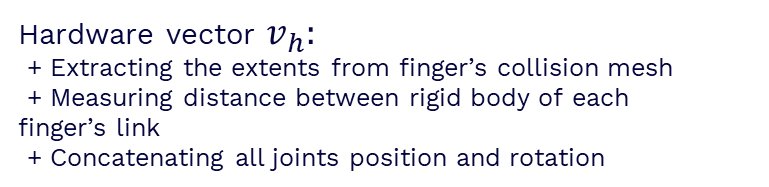 Hardware vector 𝑣ₕ:
+ Extracting the extents from finger’s collision mesh
+ Measuring distance between rigid body of each
finger’s link
+ Concatenating all joints position and rotation